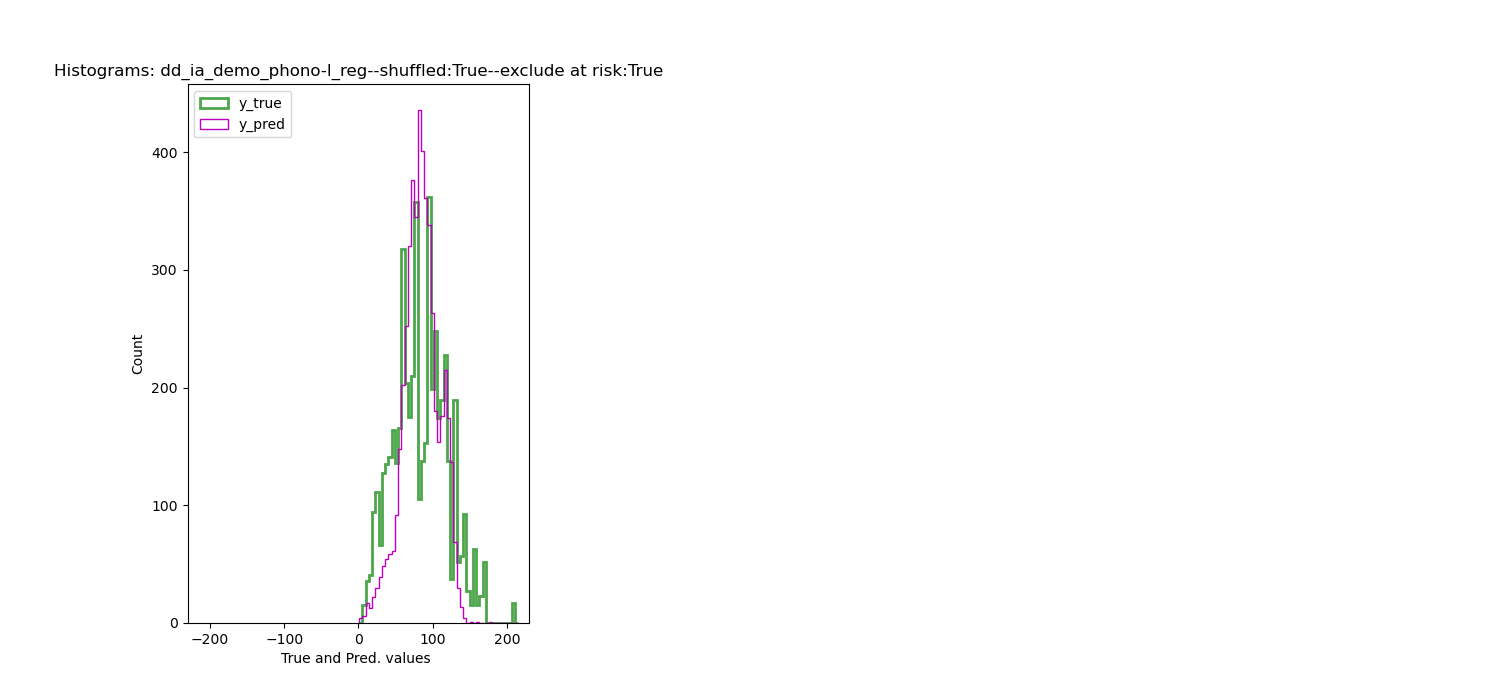 Histograms: dd_ia_demo_phono-l_reg--shuffled:True--exclude at risk:True
y_true
y_pred
400
300
200
100
0
Count
−200 −100 0 100 200
True and Pred. values